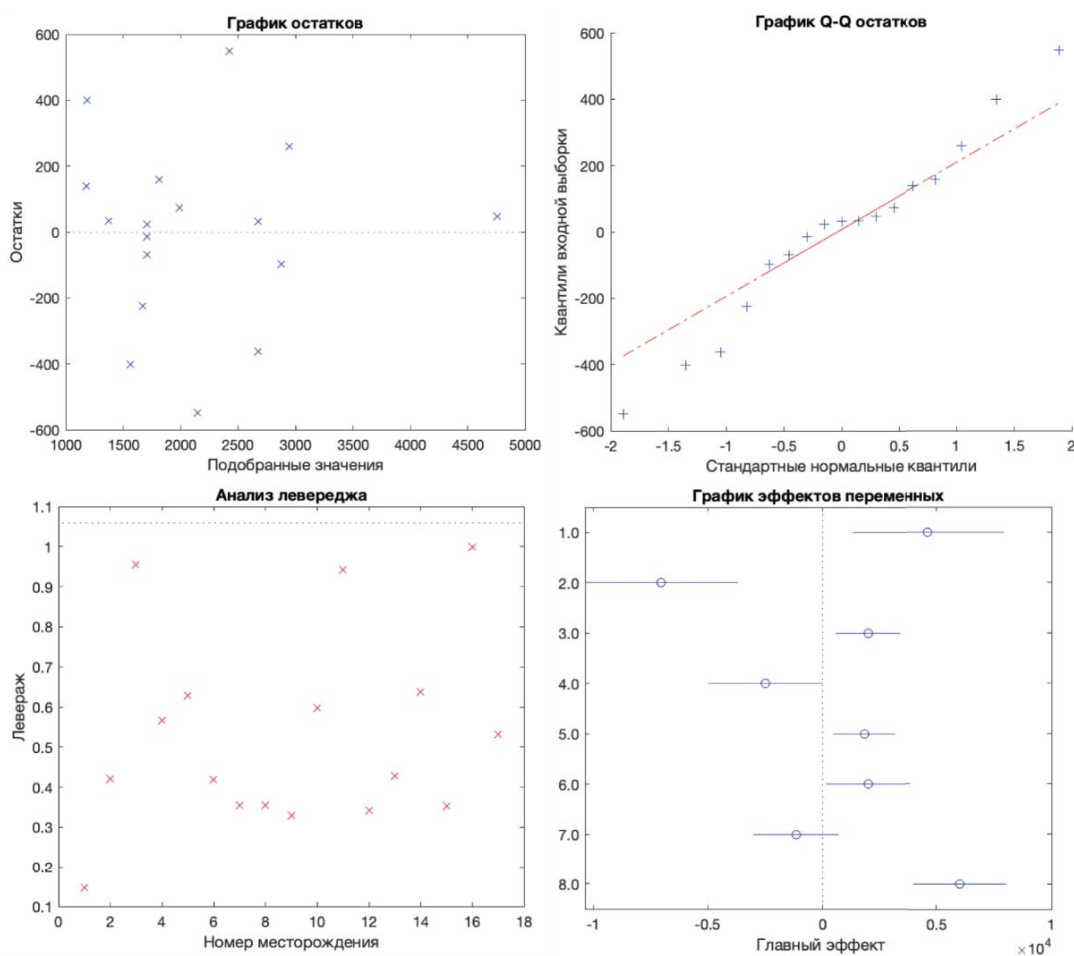 График остатков
600
400
200
0
-200
-400
-600
Остатки
1000 1500 2000 2500 3000 3500 4000 4500 5000
Подобранные значения
График Q-Q остатков
600
400
200
0
-200
-400
-600
Квантили входной выборки
-2 -1.5 -1 -0.5 0 0.5 1 1.5 2
Стандартные нормальные квантили
Анализ левереджа
1.1
1
0.9
0.8
0.7
0.6
0.5
0.4
0.3
0.2
0.1
Левераж
0 2 4 6 8 10 12 14 16 18
Номер месторождения
График эффектов переменных
1.0
2.0
3.0
4.0
5.0
6.0
7.0
8.0
-1 -0.5 0 0.5 1
Главный эффект
×10⁴